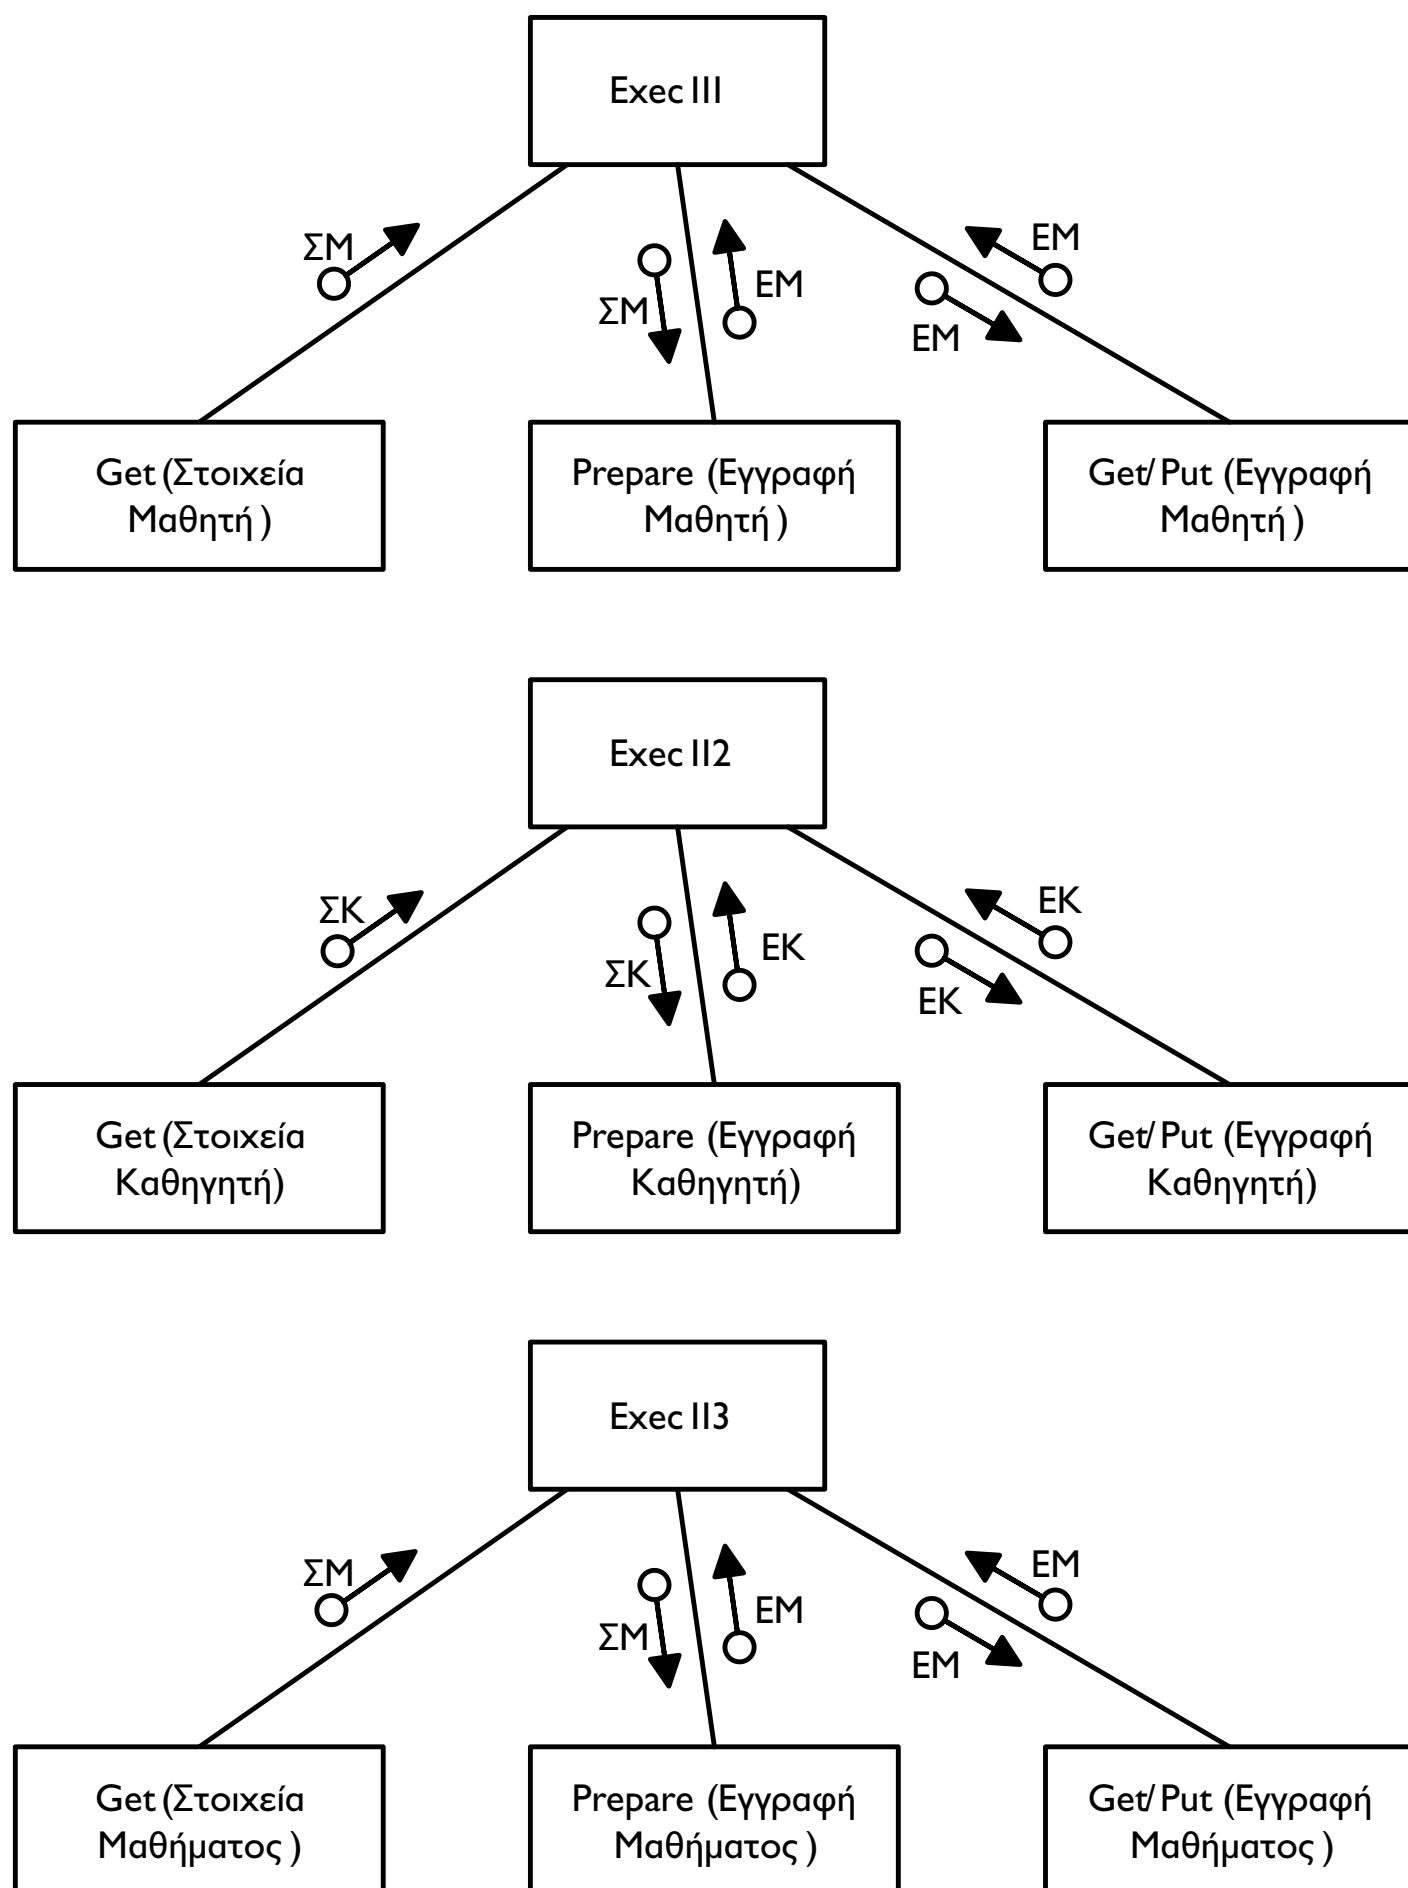 Exec 111
ΣΜ
ΕΜ
ΣΜ
ΕΜ
ΕΜ
Get (Στοιχεία
Μαθητή )
Prepare (Εγγραφή
Μαθητή )
Get/ Put (Εγγραφή
Μαθητή )
Exec 112
ΣΚ
ΕΚ
ΣΚ
ΕΚ
ΕΚ
Get (Στοιχεία
Καθηγητή)
Prepare (Εγγραφή
Καθηγητή)
Get/ Put (Εγγραφή
Καθηγητή)
Exec 113
ΣΜ
ΕΜ
ΣΜ
ΕΜ
ΕΜ
Get (Στοιχεία
Μαθήματος )
Prepare (Εγγραφή
Μαθήματος )
Get/ Put (Εγγραφή
Μαθήματος )